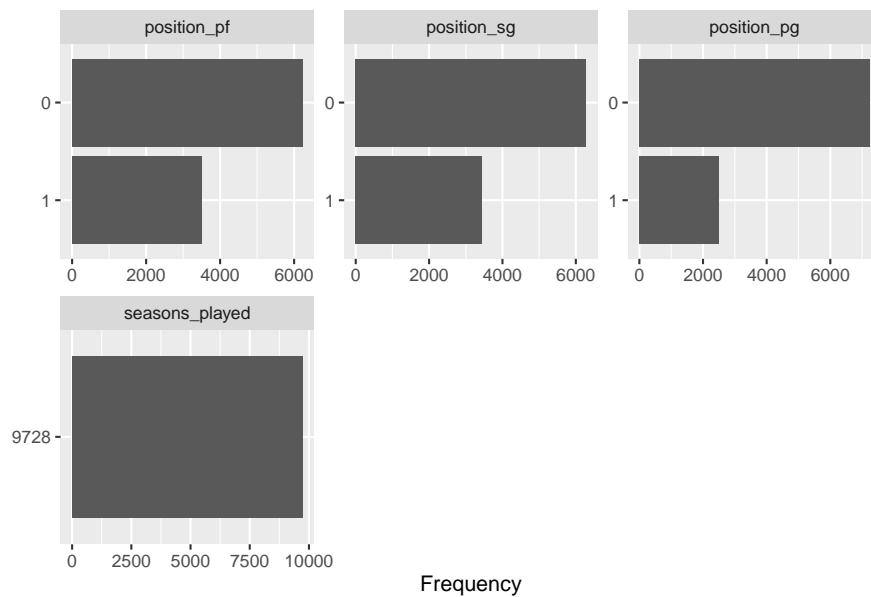 position_pf position_sg position_pg
0 0 0
1 1 1
0 2000 4000 6000 0 2000 4000 6000 0 2000 4000 6000
seasons_played
9728
0 2500 5000 7500 10000
Frequency